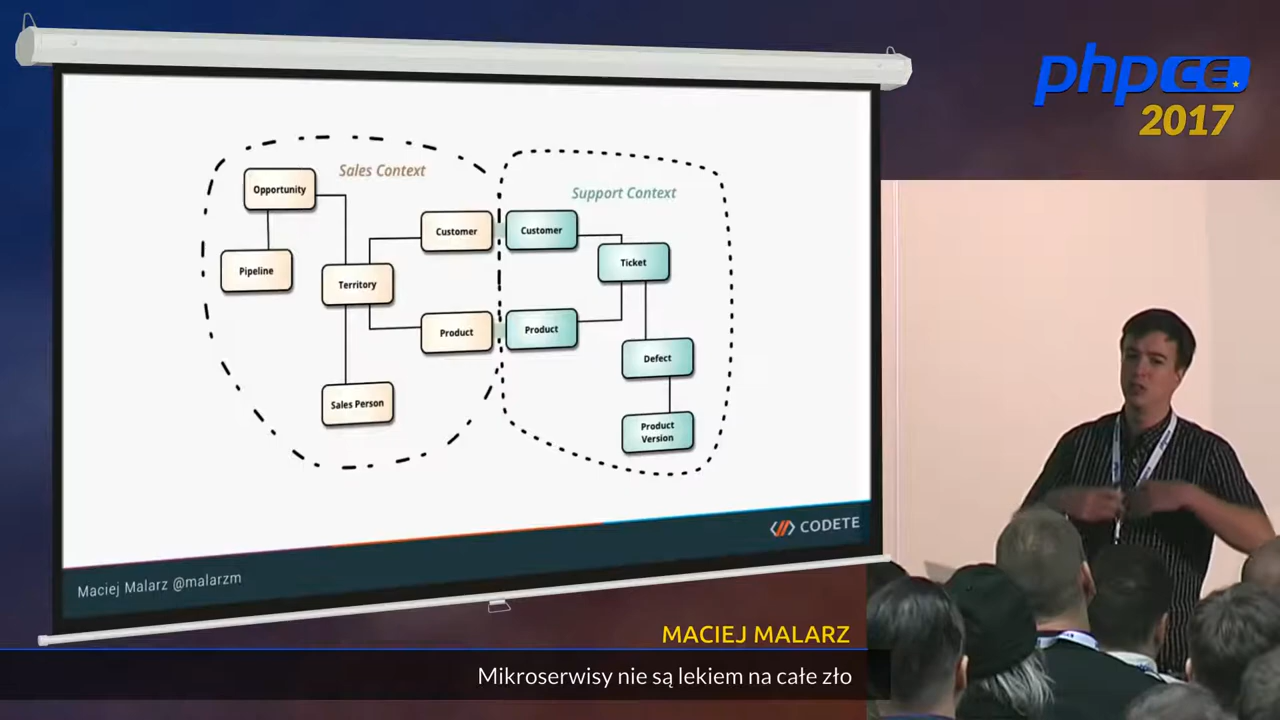 phpCE
2017
Sales Context
Support Context
Opportunity
Customer
Customer
Ticket
Pipeline
Territory
Product
Product
Defect
Sales Person
Product
Version
CODETE
Maciej Malarz @malarzm
MACIEJ MALARZ
Mikroserwisy nie są lekiem na całe zło